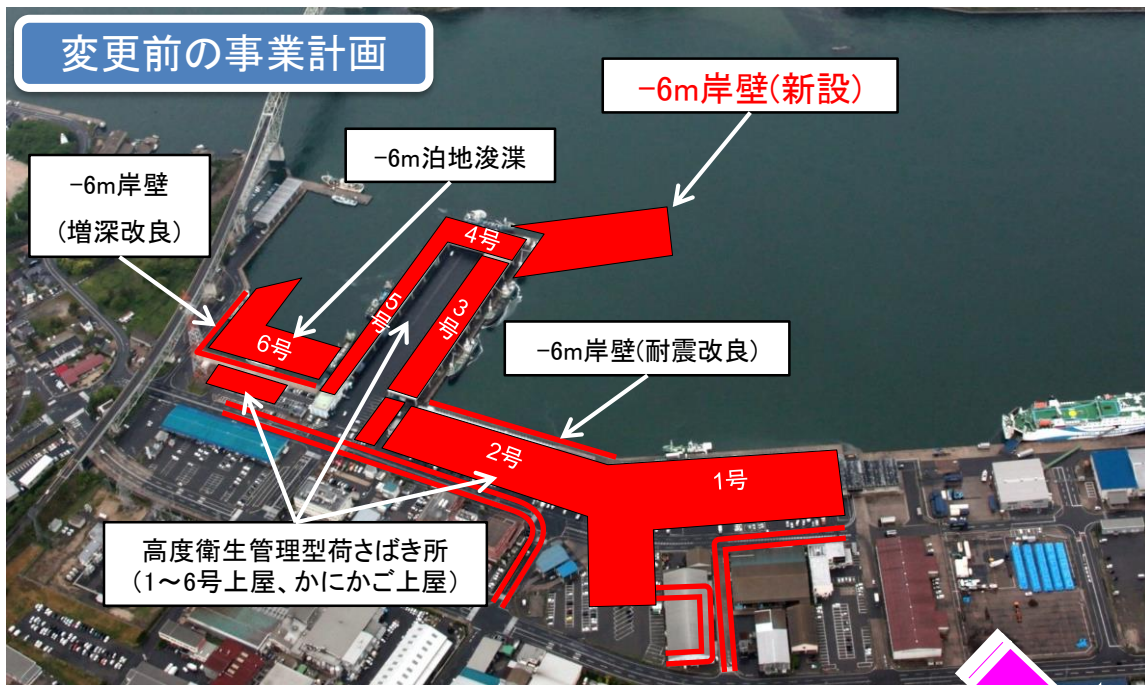 変更前の事業計画
-6m岸壁(新設)
-6m泊地浚渫
-6m岸壁
(増深改良)
4号
5号
3号
6号
-6m岸壁(耐震改良)
2号
1号
高度衛生管理型荷さばき所
(1～6号上屋、かにかご上屋)